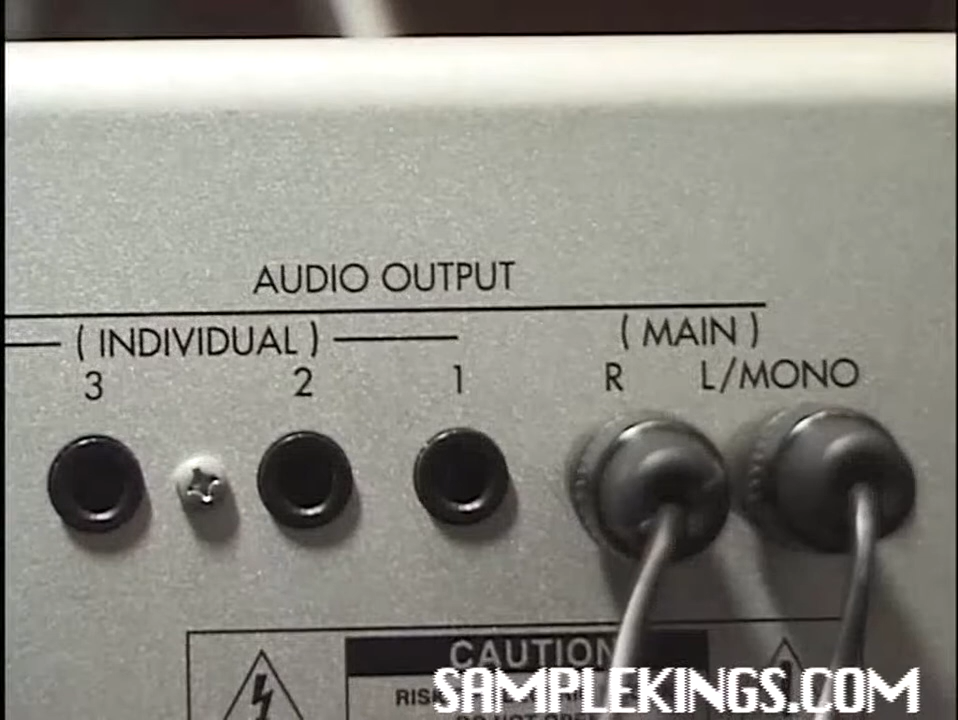 AUDIO OUTPUT
( INDIVIDUAL ) ( MAIN )
3 2 1 R L/MONO
CAUTION
SAMPLEKINGS.COM